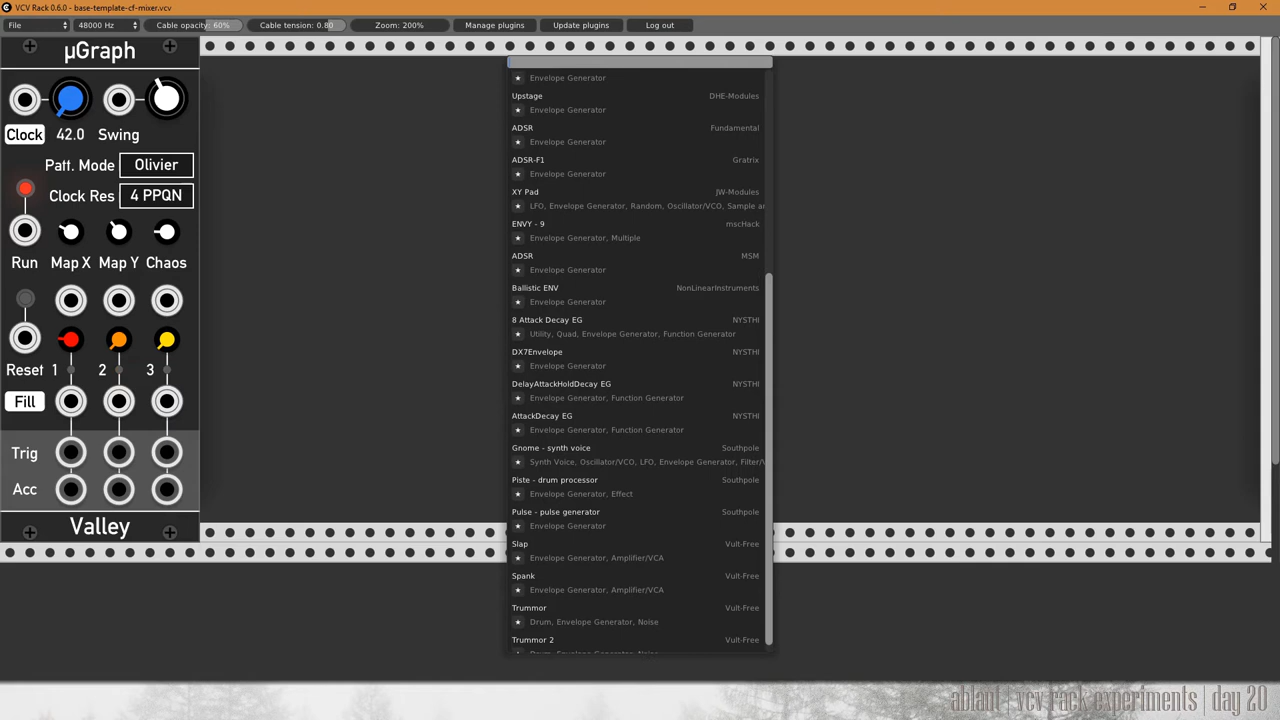 VCV Rack 0.6.0 - base-template-cf-mixer.vcv
File 48000 Hz Cable opacity: 60% Cable tension: 0.80 Zoom: 200% Manage plugins Update plugins Log out
µGraph
Clock 42.0 Swing
Patt. Mode Olivier
Clock Res 4 PPQN
Run Map X Map Y Chaos
Reset 1 2 3
Fill
Trig
Acc
Valley
Envelope Generator
Upstage DHE-Modules
Envelope Generator
ADSR Fundamental
Envelope Generator
ADSR-F1 Gratrix
Envelope Generator
XY Pad JW-Modules
LFO, Envelope Generator, Random, Oscillator/VCO, Sample
ENVY - 9 mscHack
Envelope Generator, Multiple
ADSR MSM
Envelope Generator
Ballistic ENV NonLinearInstruments
Envelope Generator
8 Attack Decay EG NYSTHI
Utility, Quad, Envelope Generator, Function Generator
DX7Envelope NYSTHI
Envelope Generator
DelayAttackHoldDecay EG NYSTHI
Envelope Generator, Function Generator
AttackDecay EG NYSTHI
Envelope Generator, Function Generator
Gnome - synth voice Southpole
Synth Voice, Oscillator/VCO, LFO, Envelope Generator, Filter/
Piste - drum processor Southpole
Envelope Generator, Effect
Pulse - pulse generator Southpole
Envelope Generator
Slap Vult-Free
Envelope Generator, Amplifier/VCA
Spank Vult-Free
Envelope Generator, Amplifier/VCA
Trummor Vult-Free
Drum, Envelope Generator, Noise
Trummor 2 Vult-Free
Drum, Envelope Generator, Noise
ablant | vcv rack experiments | day 20